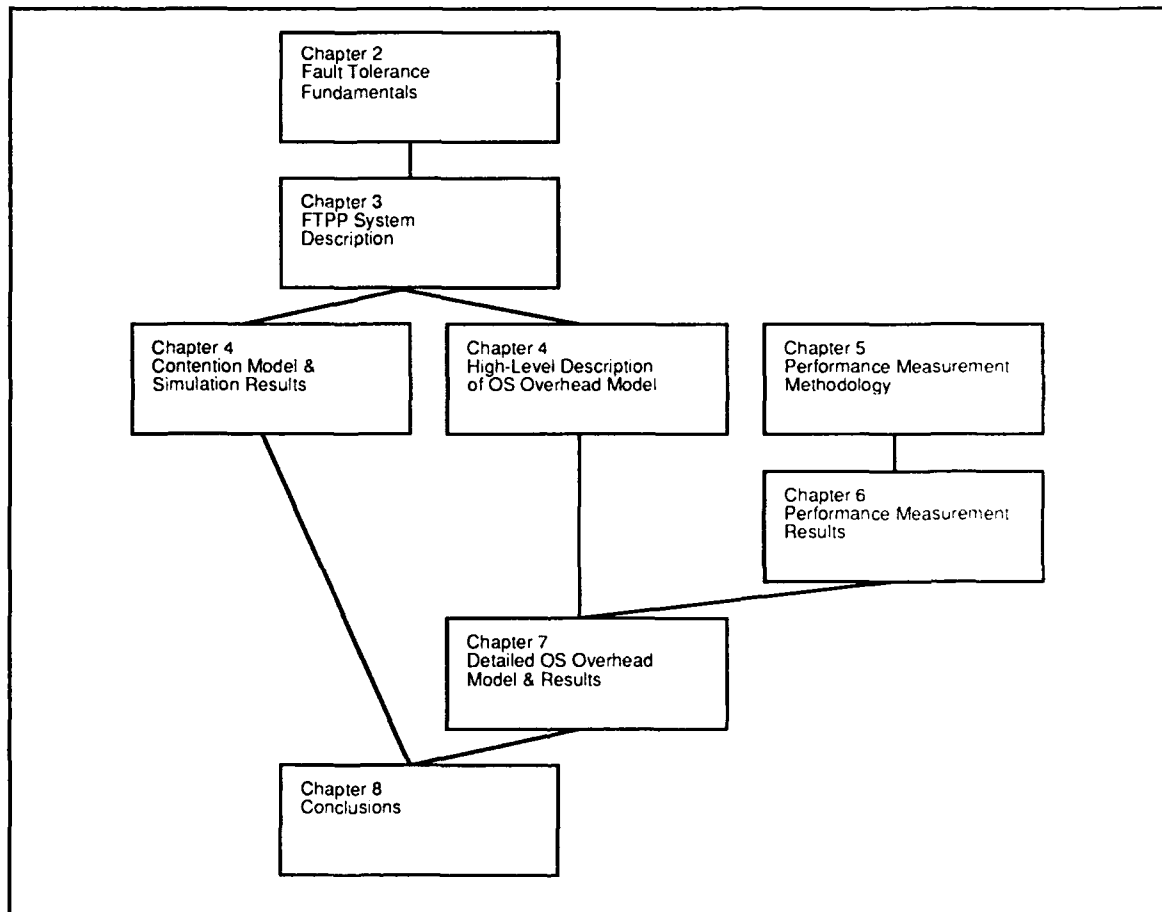 Chapter 2
Fault Tolerance
Fundamentals
Chapter 3
FTPP System
Description
Chapter 4
Contention Model &
Simulation Results
Chapter 4
High-Level Description
of OS Overhead Model
Chapter 5
Performance Measurement
Methodology
Chapter 6
Performance Measurement
Results
Chapter 7
Detailed OS Overhead
Model & Results
Chapter 8
Conclusions